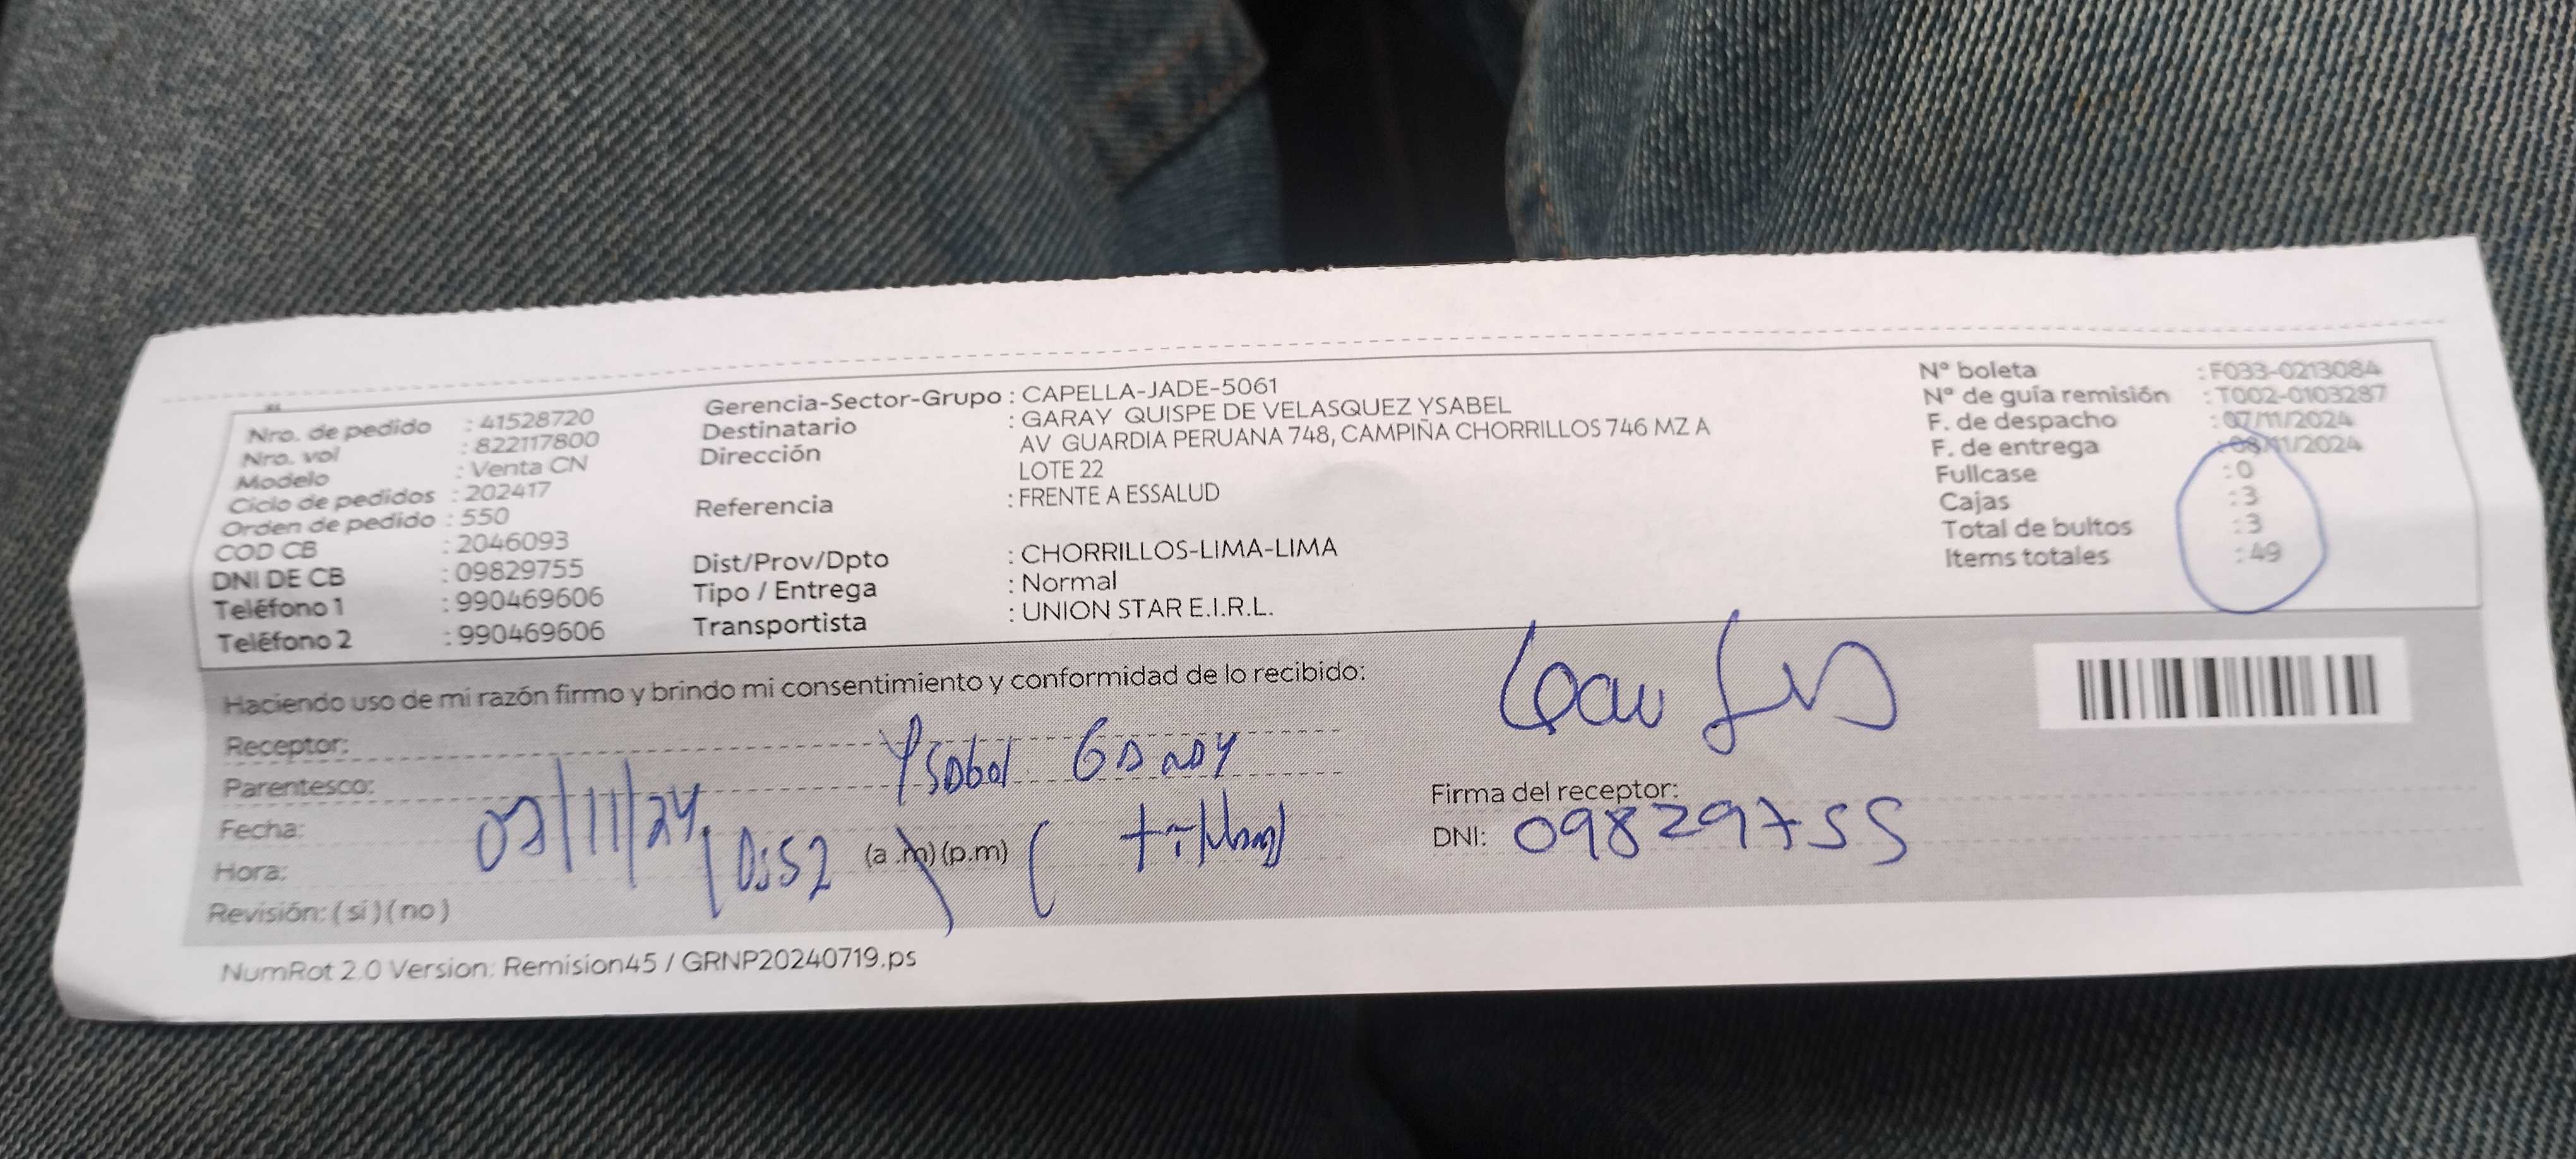 Nro. de pedido : 41528720
Nro. vol : 822117800
Modelo : Venta CN
Ciclo de pedidos : 202417
Orden de pedido : 550
COD CB : 2046093
DNI DE CB : 09829755
Teléfono 1 : 990469606
Teléfono 2 : 990469606
Gerencia-Sector-Grupo : CAPELLA-JADE-5061
Destinatario : GARAY QUISPE DE VELASQUEZ YSABEL
Dirección : AV GUARDIA PERUANA 748, CAMPIÑA CHORRILLOS 746 MZ A
LOTE 22
Referencia : FRENTE A ESSALUD
Dist/Prov/Dpto : CHORRILLOS-LIMA-LIMA
Tipo / Entrega : Normal
Transportista : UNION STAR E.I.R.L.
Nº boleta : F033-0213084
Nº de guía remisión : T002-0103287
F. de despacho : 07/11/2024
F. de entrega : 08/11/2024
Fullcase : 0
Cajas : 3
Total de bultos : 3
Items totales : 49
Haciendo uso de mi razón firmo y brindo mi consentimiento y conformidad de lo recibido:
Receptor: Ysabel Garay
Parentesco:
Fecha: 07/11/24
Hora: 10:52 (a .m) (p.m)
Revisión: ( si ) ( no )
Firma del receptor:
DNI: 09829755
NumRot 2.0 Version: Remision45 / GRNP20240719.ps